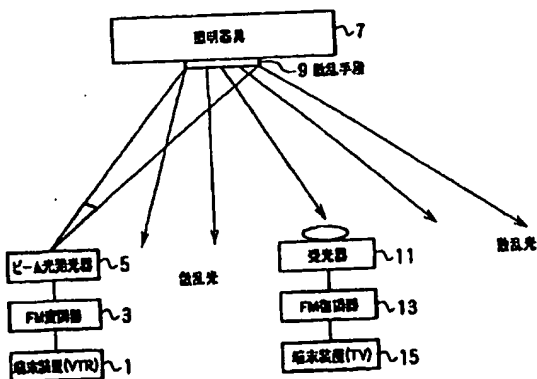 照明器具 7
9 散乱手段
ビーム光発光器 5
散乱光
受光器 11
散乱光
FM変調器 3
FM復調器 13
端末装置(VTR) 1
端末装置(TV) 15